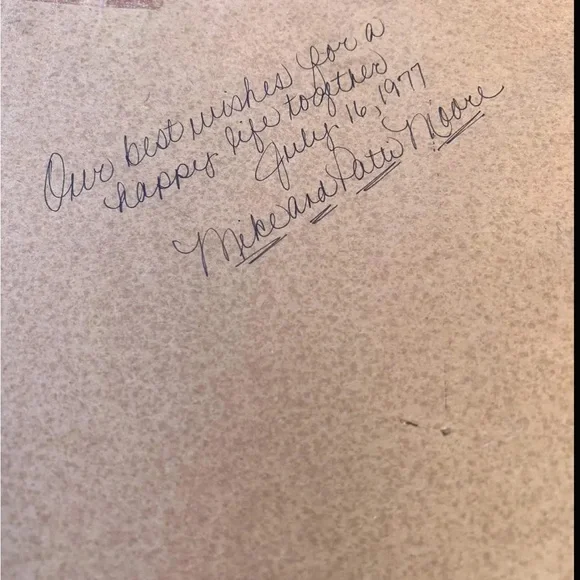 Our best wishes for a
happy life together
July 16, 1977
Mike and Patti Moore